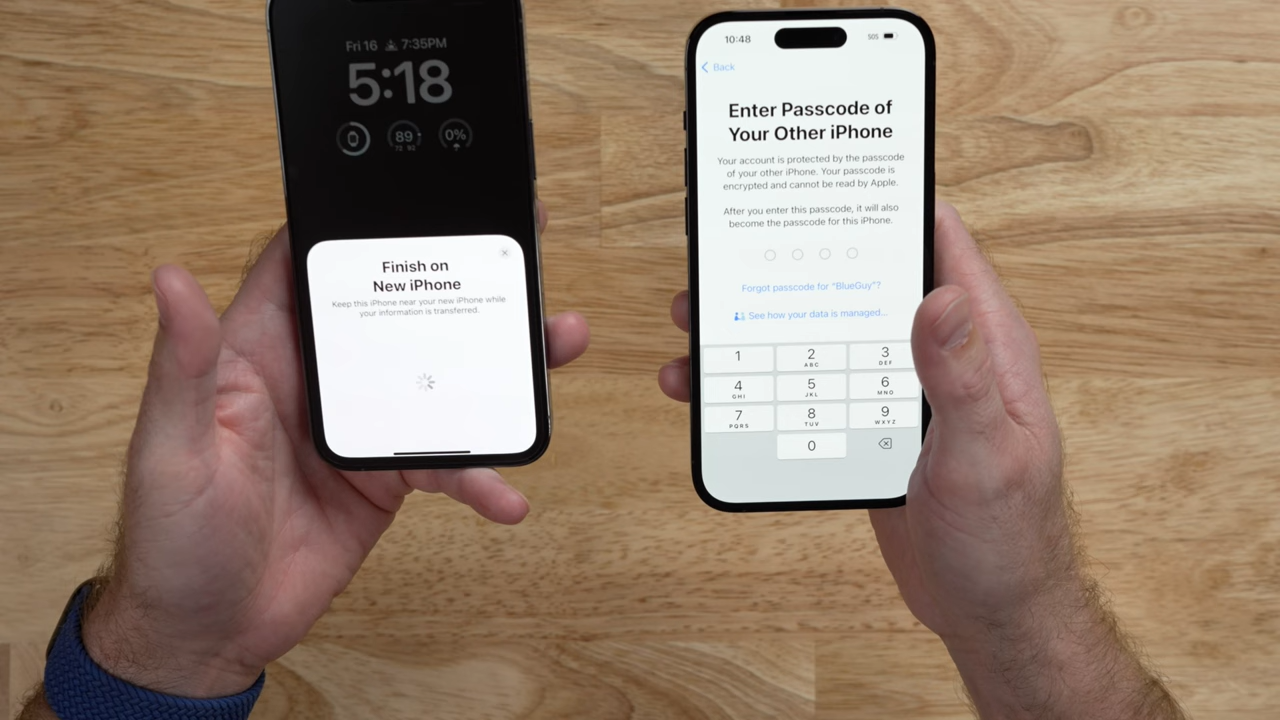 Fri 16 7:35PM
5:18
89
72 92
0%
Finish on
New iPhone
Keep this iPhone near your new iPhone while
your information is transferred.
10:48
SOS
Back
Enter Passcode of
Your Other iPhone
Your account is protected by the passcode
of your other iPhone. Your passcode is
encrypted and cannot be read by Apple.
After you enter this passcode, it will also
become the passcode for this iPhone.
Forgot passcode for “BlueGuy”?
See how your data is managed...
1 2 3
ABC DEF
4 5 6
GHI JKL MNO
7 8 9
PQRS TUV WXYZ
0